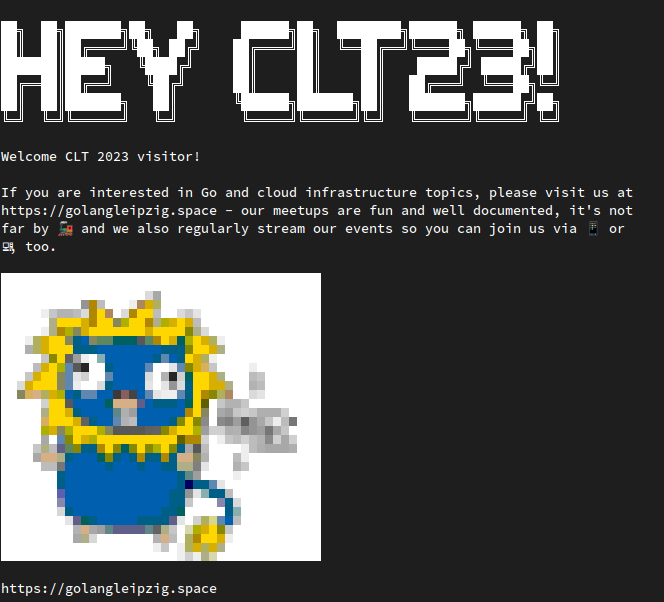 HEY CLT23!
Welcome CLT 2023 visitor!
If you are interested in Go and cloud infrastructure topics, please visit us at
https://golangleipzig.space - our meetups are fun and well documented, it's not
far by 🚂 and we also regularly stream our events so you can join us via 📱 or
💻 too.
https://golangleipzig.space